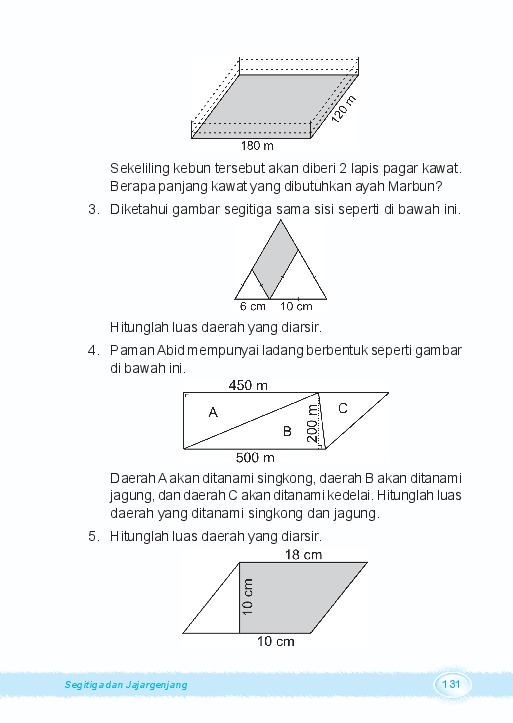 120 m
180 m
Sekeliling kebun tersebut akan diberi 2 lapis pagar kawat.
Berapa panjang kawat yang dibutuhkan ayah Marbun?
3. Diketahui gambar segitiga sama sisi seperti di bawah ini.
6 cm 10 cm
Hitunglah luas daerah yang diarsir.
4. Paman Abid mempunyai ladang berbentuk seperti gambar
di bawah ini.
450 m
A B 200 m C
500 m
Daerah A akan ditanami singkong, daerah B akan ditanami
jagung, dan daerah C akan ditanami kedelai. Hitunglah luas
daerah yang ditanami singkong dan jagung.
5. Hitunglah luas daerah yang diarsir.
18 cm
10 cm
10 cm
Segitiga dan Jajargenjang 131